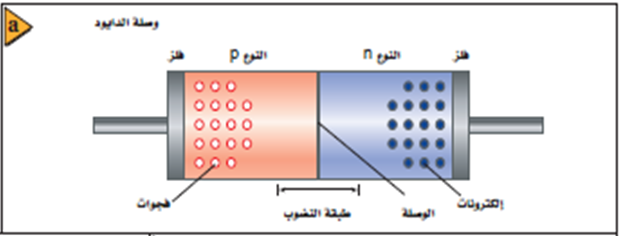 a
وصلة الدايود
فلز
النوع n
النوع p
فلز
إلكترونات
الوصلة
طبقة النضوب
فجوات